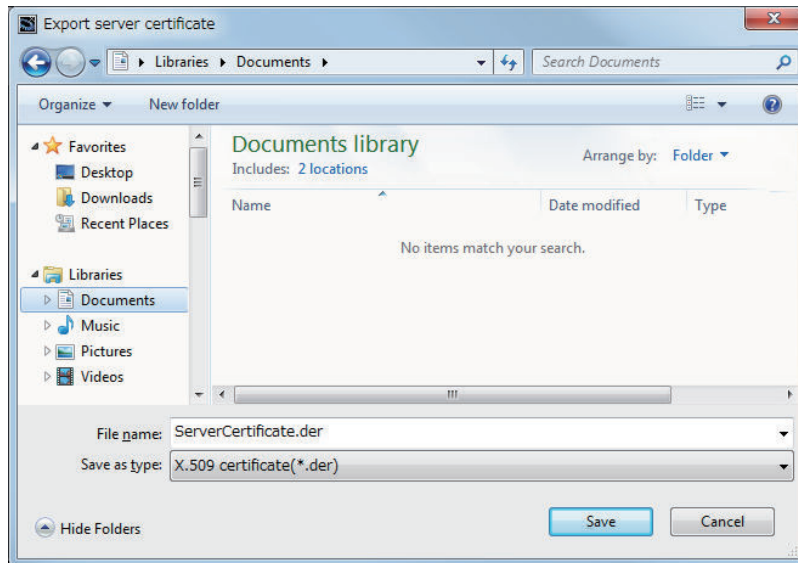 Export server certificate
Libraries Documents Search Documents
Organize New folder
Favorites
Desktop
Downloads
Recent Places
Libraries
Documents
Music
Pictures
Videos
Documents library
Includes: 2 locations
Arrange by: Folder
Name Date modified Type
No items match your search.
File name: ServerCertificate.der
Save as type: X.509 certificate(*.der)
Hide Folders Save Cancel